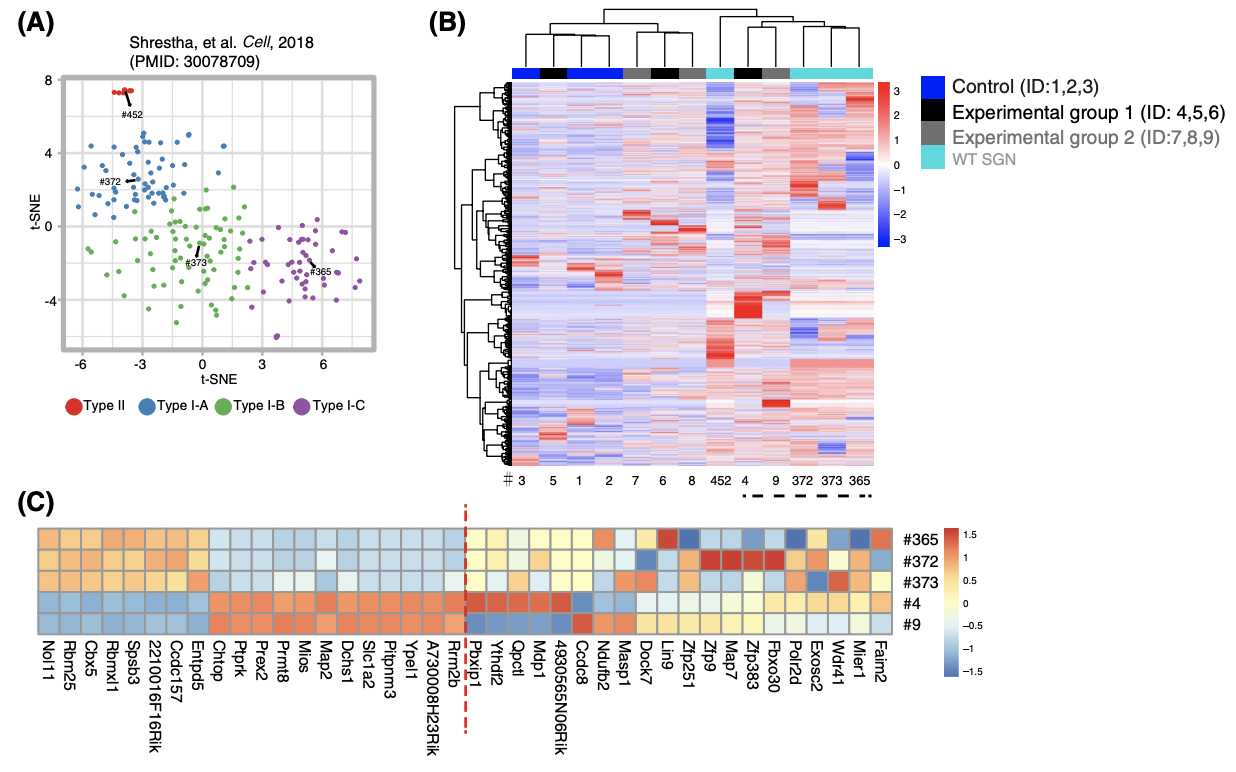 (A)
Shrestha, et al. Cell, 2018
(PMID: 30078709)
8
4
0
-4
t-SNE
#452
#372
#373
#365
-6 -3 0 3 6
t-SNE
Type II Type I-A Type I-B Type I-C
(B)
3
2
1
0
−1
−2
−3
Control (ID:1,2,3)
Experimental group 1 (ID: 4,5,6)
Experimental group 2 (ID:7,8,9)
WT SGN
# 3 5 1 2 7 6 8 452 4 9 372 373 365
(C)
#365
#372
#373
#4
#9
1.5
1
0.5
0
−0.5
−1
−1.5
Nol11
Rbm25
Cbx5
Rbmxl1
Spsb3
2210016F16Rik
Ccdc157
Entpd5
Chtop
Ptprk
Prex2
Prmt8
Mios
Map2
Dchs1
Slc1a2
Pitpnm3
Ypel1
A730008H23Rik
Rrm2b
Pbxip1
Ythdf2
Qpctl
Mdp1
4930565N06Rik
Ccdc8
Ndufb2
Masp1
Dock7
Lin9
Zfp251
Zfp9
Map7
Zfp383
Fbxo30
Polr2d
Exosc2
Wdr41
Mier1
Faim2